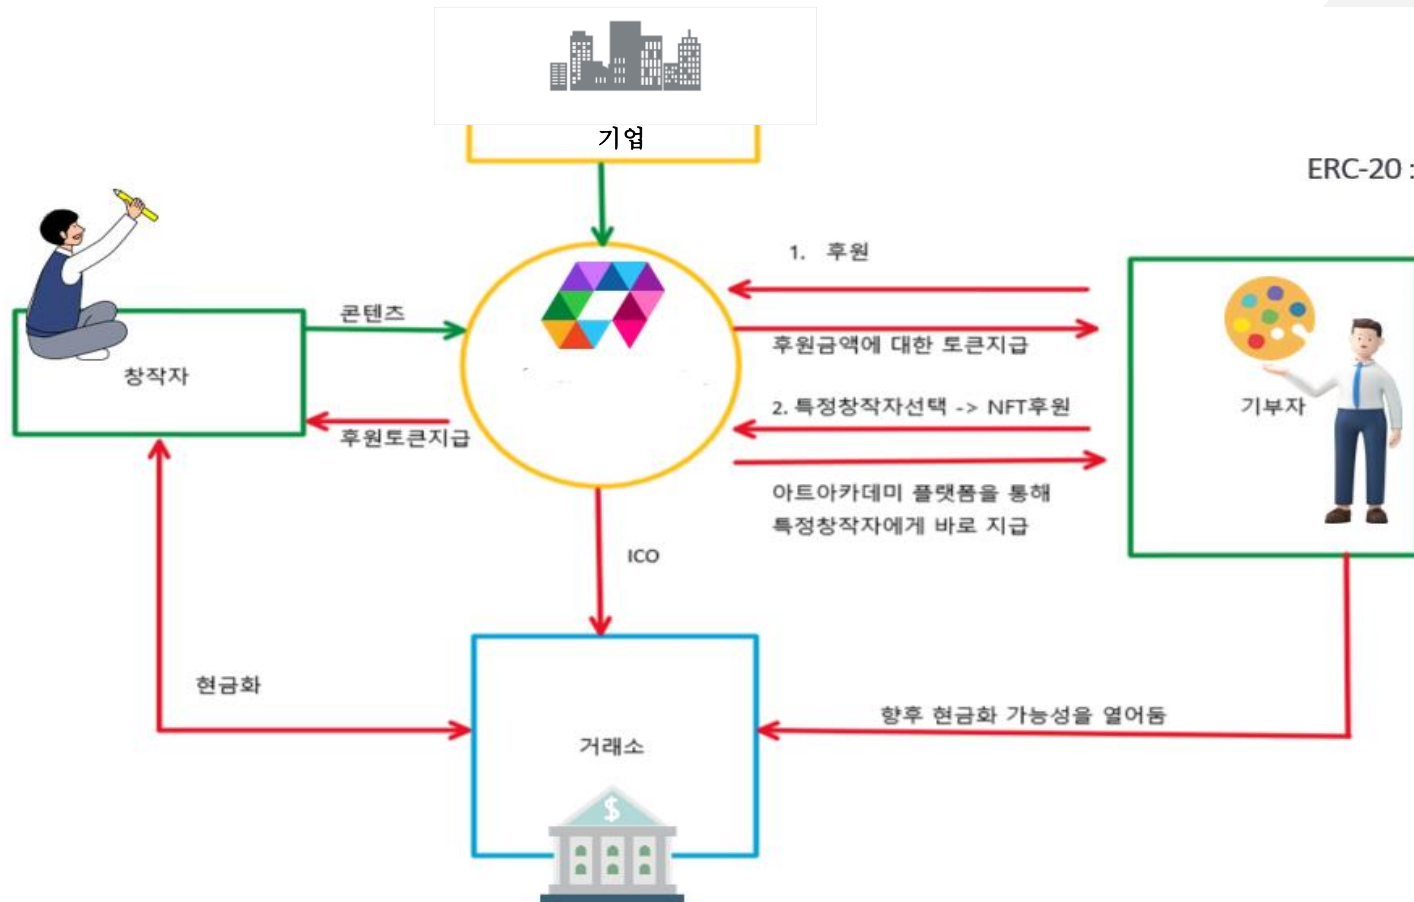 기업
ERC-20 :
1. 후원
콘텐츠
후원금액에 대한 토큰지급
창작자
2. 특정창작자선택 -> NFT후원
기부자
후원토큰지급
아트아카데미 플랫폼을 통해
특정창작자에게 바로 지급
ICO
현금화
향후 현금화 가능성을 열어둠
거래소
$